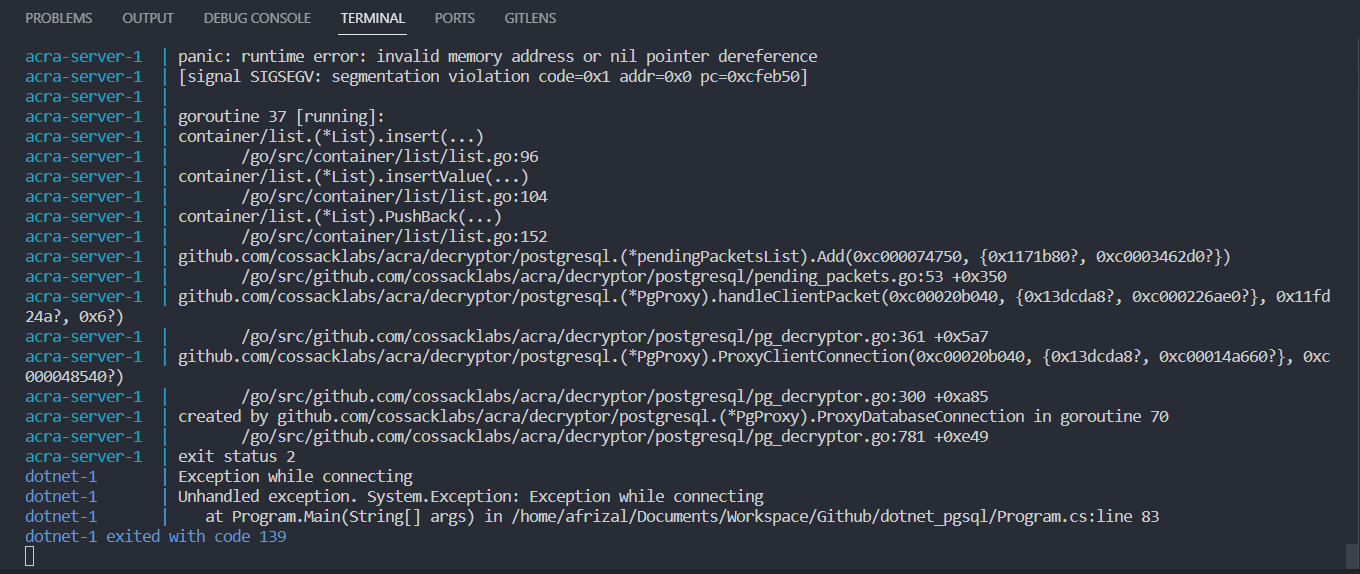 PROBLEMS OUTPUT DEBUG CONSOLE TERMINAL PORTS GITLENS
acra-server-1 | panic: runtime error: invalid memory address or nil pointer dereference
acra-server-1 | [signal SIGSEGV: segmentation violation code=0x1 addr=0x0 pc=0xcfeb50]
acra-server-1 |
acra-server-1 | goroutine 37 [running]:
acra-server-1 | container/list.(*List).insert(...)
acra-server-1 | /go/src/container/list/list.go:96
acra-server-1 | container/list.(*List).insertValue(...)
acra-server-1 | /go/src/container/list/list.go:104
acra-server-1 | container/list.(*List).PushBack(...)
acra-server-1 | /go/src/container/list/list.go:152
acra-server-1 | github.com/cossacklabs/acra/decryptor/postgresql.(*pendingPacketsList).Add(0xc000074750, {0x1171b80?, 0xc0003462d0?})
acra-server-1 | /go/src/github.com/cossacklabs/acra/decryptor/postgresql/pending_packets.go:53 +0x350
acra-server-1 | github.com/cossacklabs/acra/decryptor/postgresql.(*PgProxy).handleClientPacket(0xc00020b040, {0x13dcda8?, 0xc000226ae0?}, 0x11fd
24a?, 0x6?)
acra-server-1 | /go/src/github.com/cossacklabs/acra/decryptor/postgresql/pg_decryptor.go:361 +0x5a7
acra-server-1 | github.com/cossacklabs/acra/decryptor/postgresql.(*PgProxy).ProxyClientConnection(0xc00020b040, {0x13dcda8?, 0xc00014a660?}, 0xc
000048540?)
acra-server-1 | /go/src/github.com/cossacklabs/acra/decryptor/postgresql/pg_decryptor.go:300 +0xa85
acra-server-1 | created by github.com/cossacklabs/acra/decryptor/postgresql.(*PgProxy).ProxyDatabaseConnection in goroutine 70
acra-server-1 | /go/src/github.com/cossacklabs/acra/decryptor/postgresql/pg_decryptor.go:781 +0xe49
acra-server-1 | exit status 2
dotnet-1 | Exception while connecting
dotnet-1 | Unhandled exception. System.Exception: Exception while connecting
dotnet-1 | at Program.Main(String[] args) in /home/afrizal/Documents/Workspace/Github/dotnet_pgsql/Program.cs:line 83
dotnet-1 exited with code 139